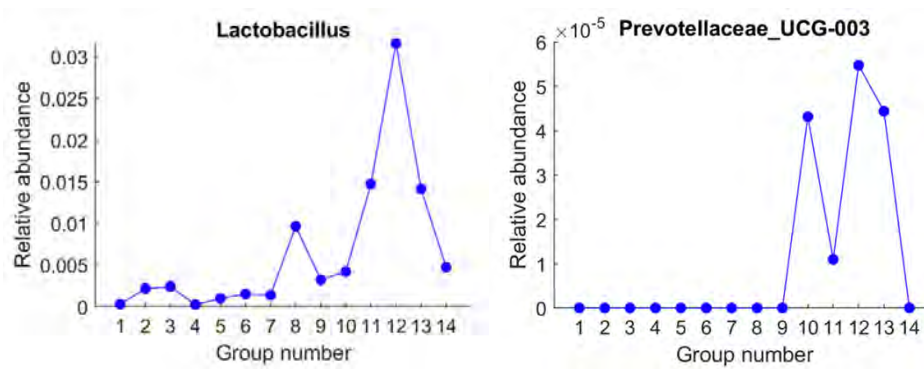 Lactobacillus
0.03
0.025
0.02
0.015
0.01
0.005
0
Relative abundance
1 2 3 4 5 6 7 8 9 10 11 12 13 14
Group number
×10⁻⁵
Prevotellaceae_UCG-003
6
5
4
3
2
1
0
Relative abundance
1 2 3 4 5 6 7 8 9 10 11 12 13 14
Group number